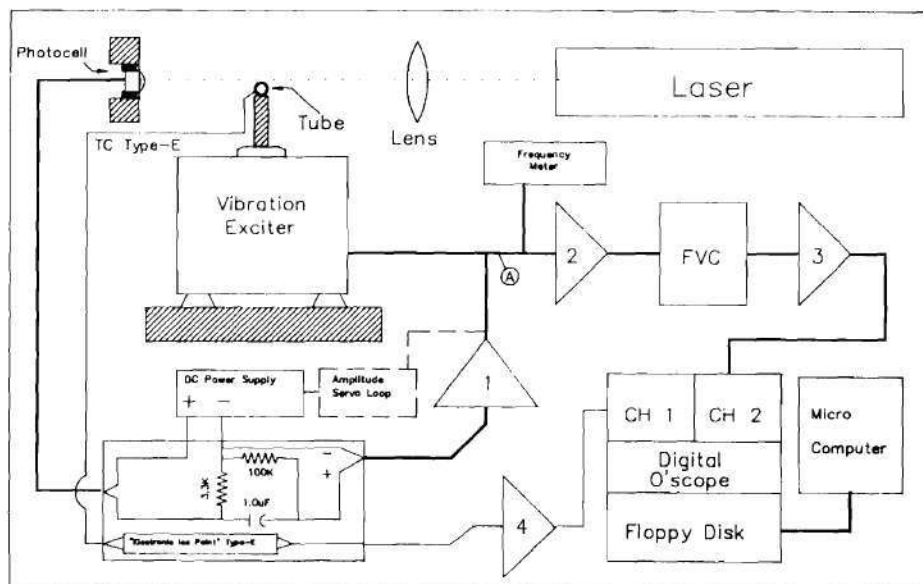 Photocell
Laser
Tube
Lens
TC Type-E
Frequency
Meter
Vibration
Exciter
A
2
FVC
3
DC Power Supply
+ −
Amplitude
Servo Loop
1
CH 1
CH 2
Micro
Computer
100K
−
+
3.3K
1.0uF
Digital
O'scope
"Electronic Ice Point" Type-E
4
Floppy Disk